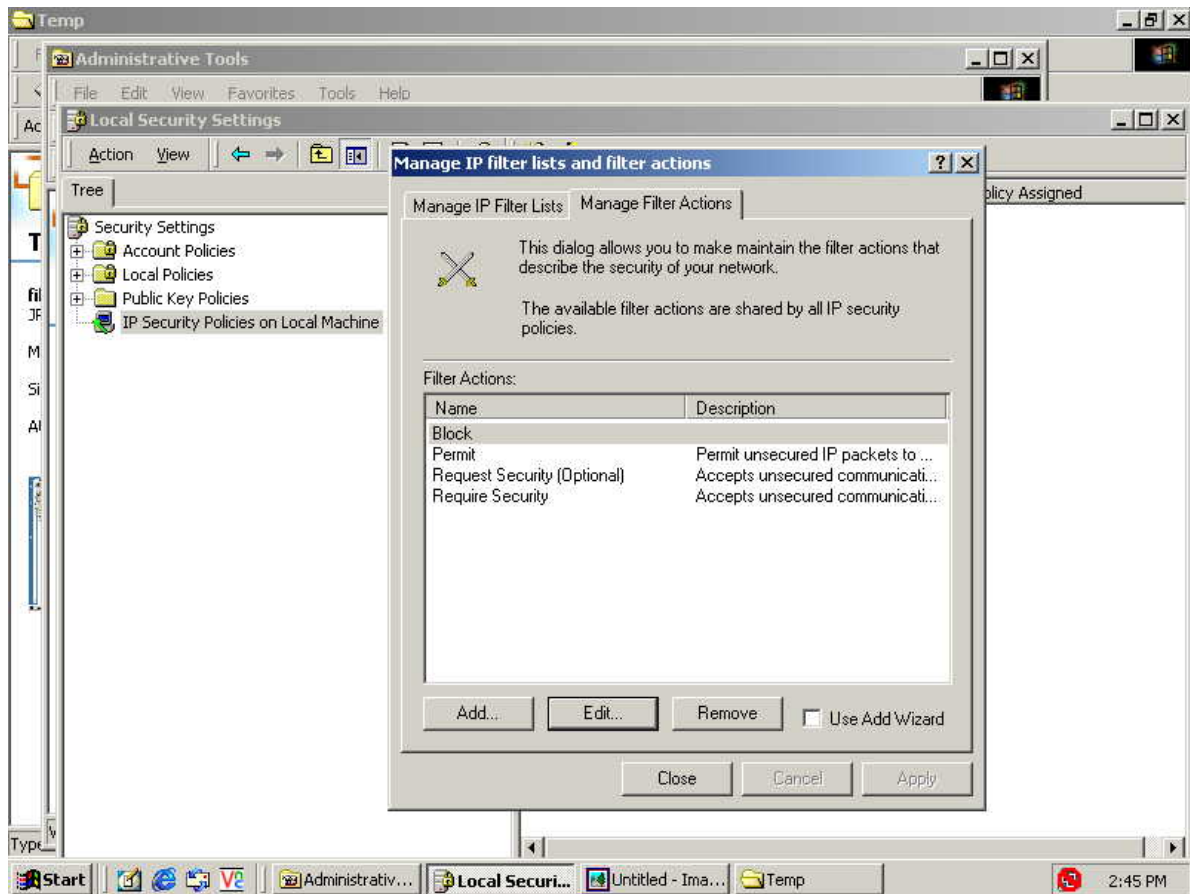 Temp
Administrative Tools
File Edit View Favorites Tools Help
Local Security Settings
Action View
Tree
Security Settings
Account Policies
Local Policies
Public Key Policies
IP Security Policies on Local Machine
Policy Assigned
Manage IP filter lists and filter actions
Manage IP Filter Lists
Manage Filter Actions
This dialog allows you to make maintain the filter actions that
describe the security of your network.
The available filter actions are shared by all IP security
policies.
Filter Actions:
Name Description
Block
Permit Permit unsecured IP packets to ...
Request Security (Optional) Accepts unsecured communicati...
Require Security Accepts unsecured communicati...
Add... Edit... Remove Use Add Wizard
Close Cancel Apply
Type
Start Administrativ... Local Securi... Untitled - Ima... Temp 2:45 PM